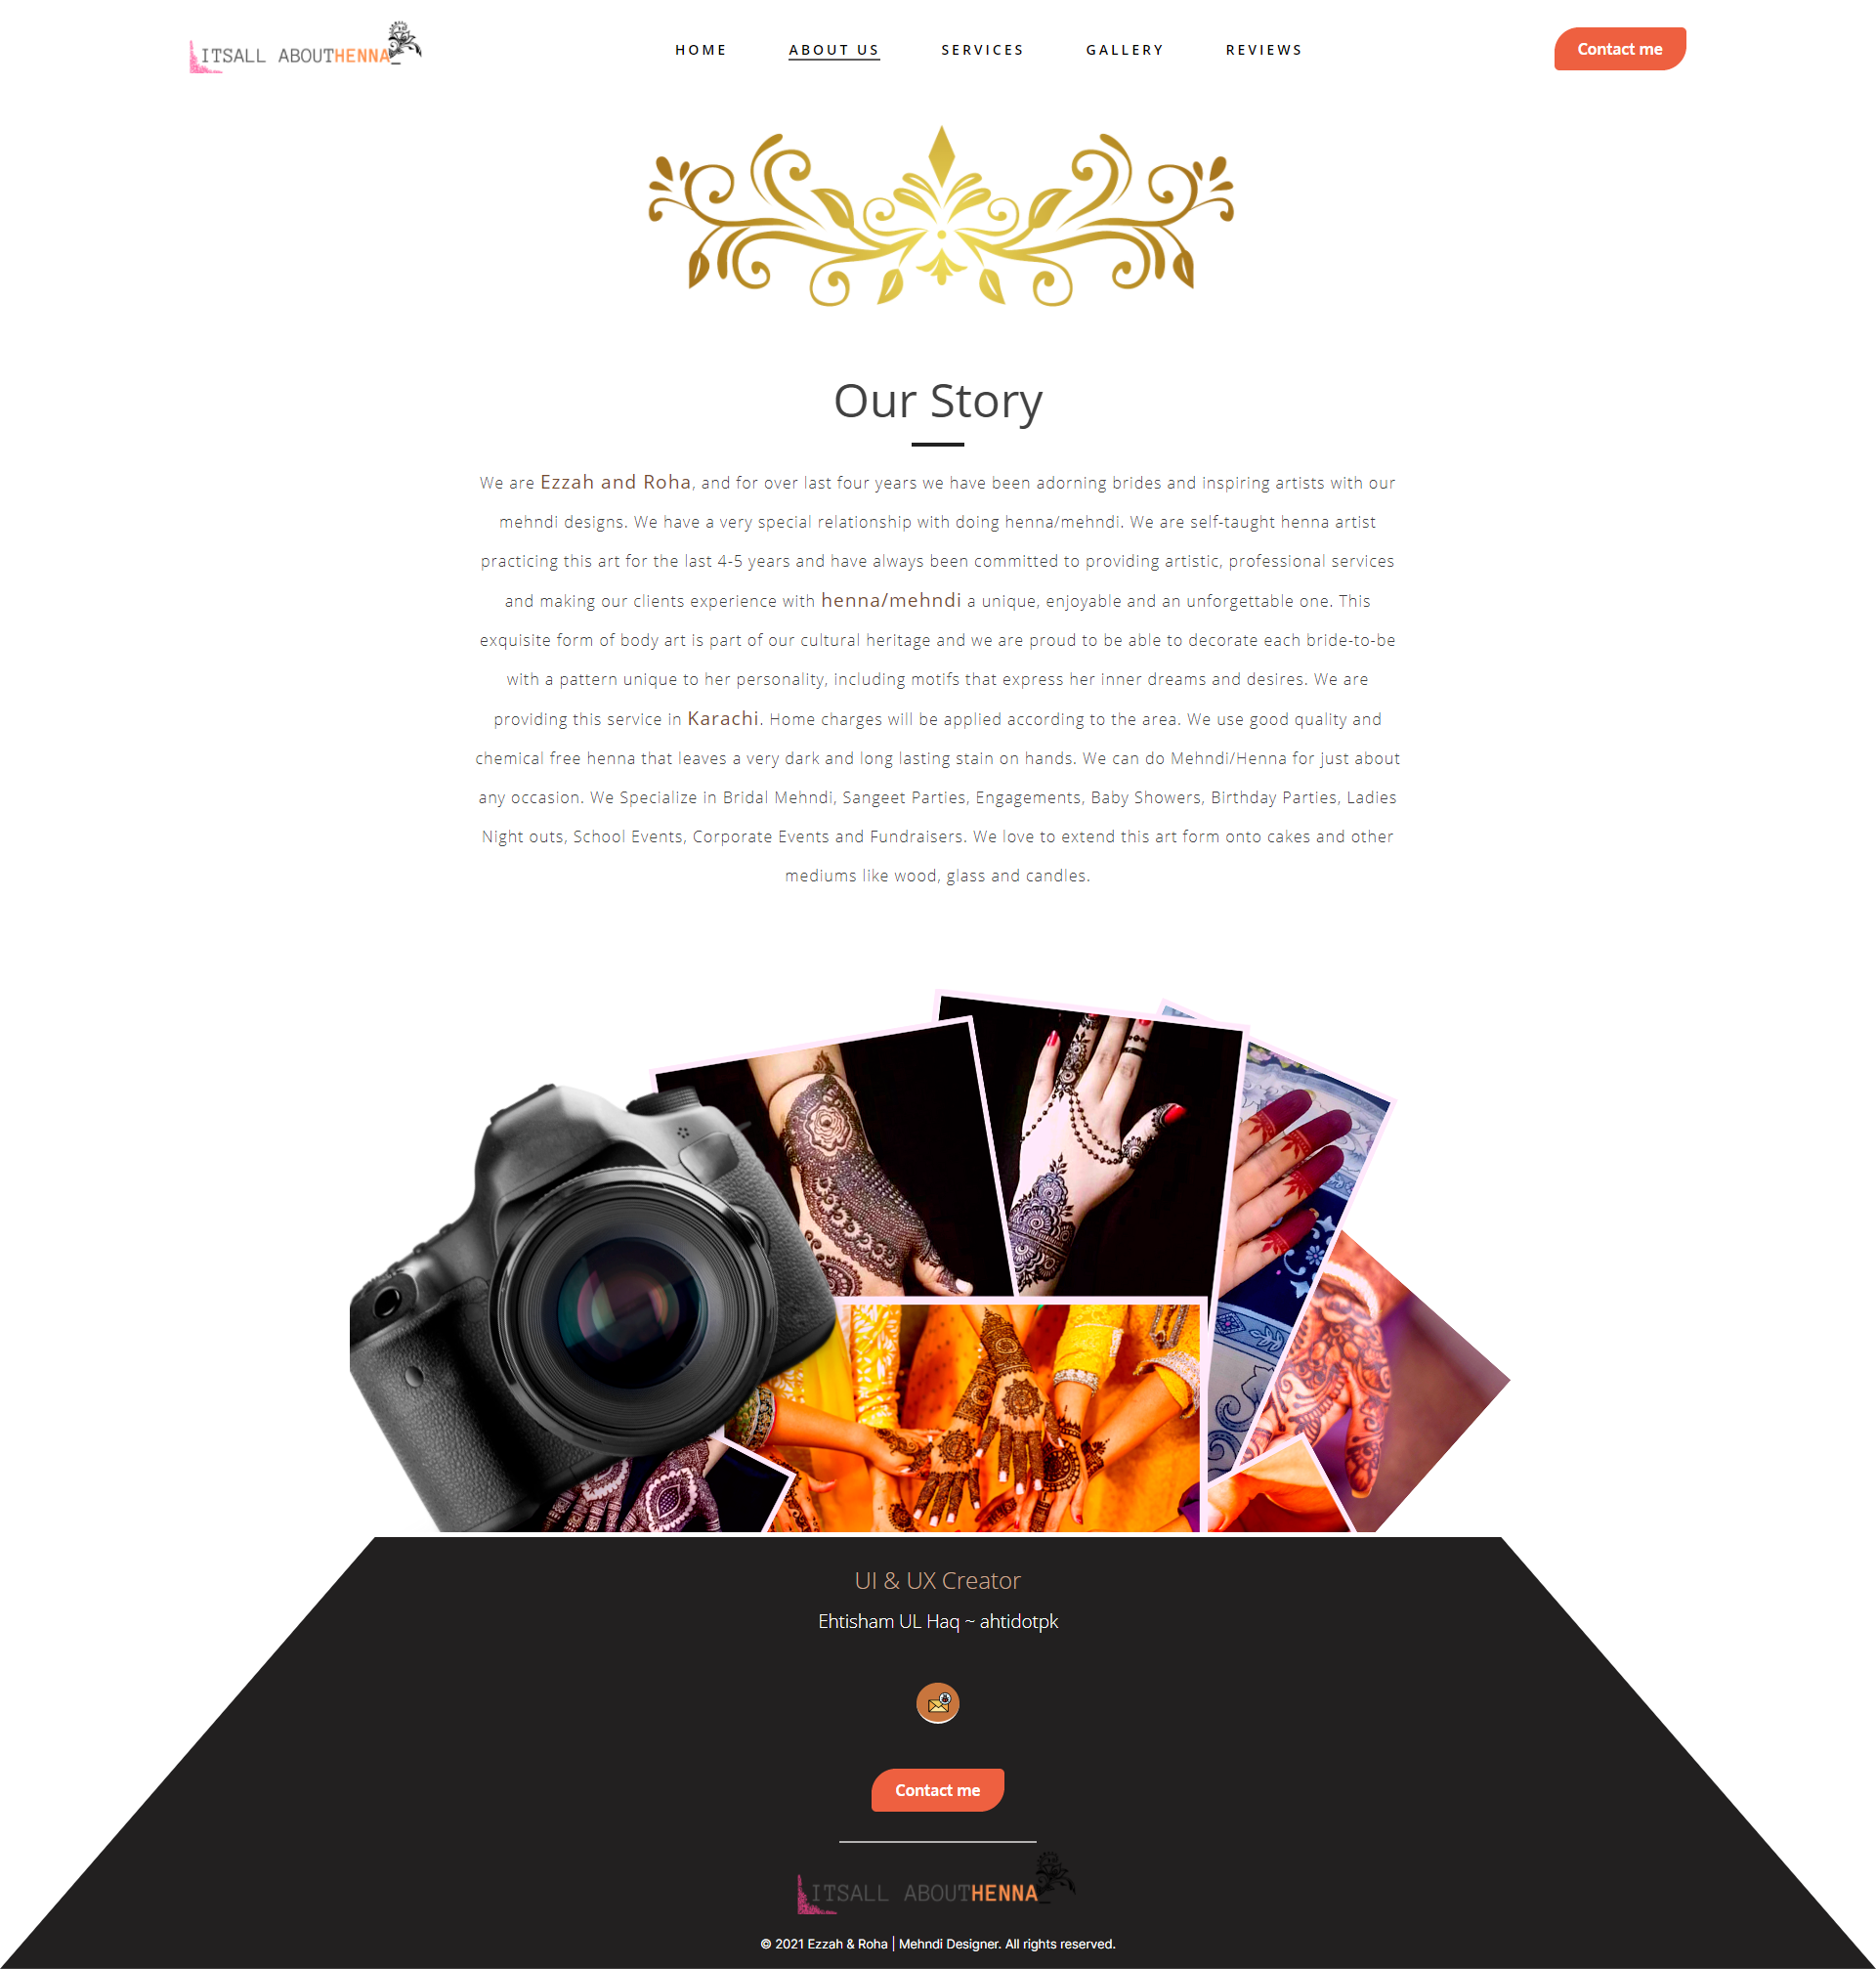 ITSALL ABOUTHENNA
HOME
ABOUT US
SERVICES
GALLERY
REVIEWS
Contact me
Our Story
We are Ezzah and Roha, and for over last four years we have been adorning brides and inspiring artists with our
mehndi designs. We have a very special relationship with doing henna/mehndi. We are self-taught henna artist
practicing this art for the last 4-5 years and have always been committed to providing artistic, professional services
and making our clients experience with henna/mehndi a unique, enjoyable and an unforgettable one. This
exquisite form of body art is part of our cultural heritage and we are proud to be able to decorate each bride-to-be
with a pattern unique to her personality, including motifs that express her inner dreams and desires. We are
providing this service in Karachi. Home charges will be applied according to the area. We use good quality and
chemical free henna that leaves a very dark and long lasting stain on hands. We can do Mehndi/Henna for just about
any occasion. We Specialize in Bridal Mehndi, Sangeet Parties, Engagements, Baby Showers, Birthday Parties, Ladies
Night outs, School Events, Corporate Events and Fundraisers. We love to extend this art form onto cakes and other
mediums like wood, glass and candles.
UI & UX Creator
Ehtisham UL Haq ~ ahtidotpk
Contact me
ITSALL ABOUTHENNA
© 2021 Ezzah & Roha | Mehndi Designer. All rights reserved.